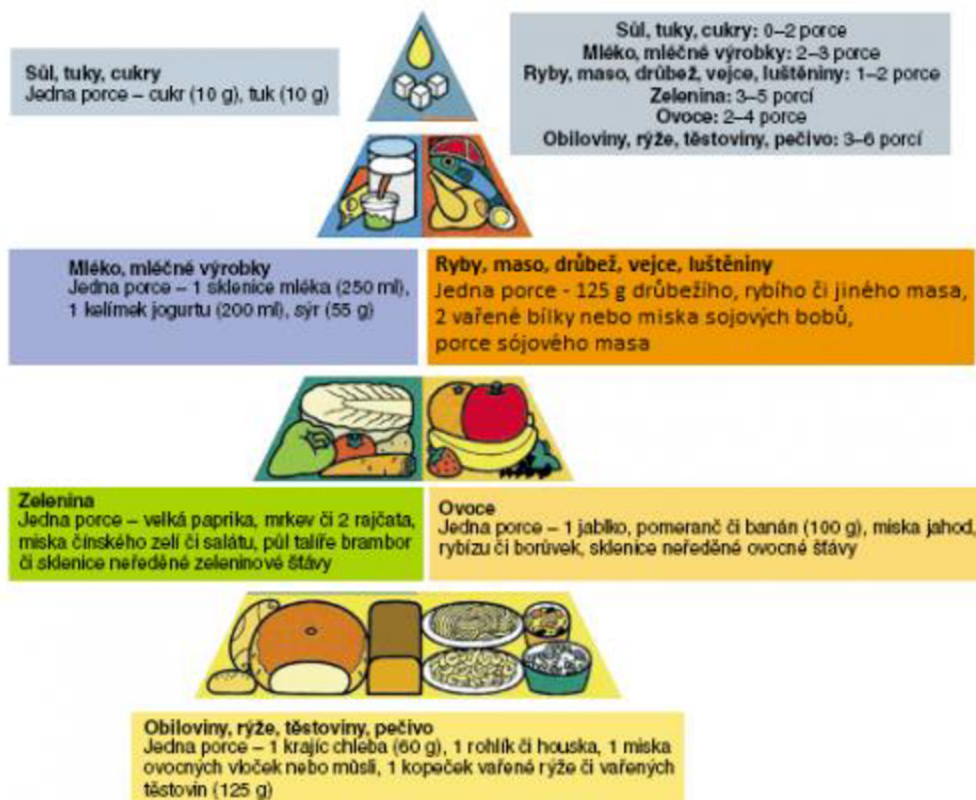 Sůl, tuky, cukry
Jedna porce – cukr (10 g), tuk (10 g)
Sůl, tuky, cukry: 0–2 porce
Mléko, mléčné výrobky: 2–3 porce
Ryby, maso, drůbež, vejce, luštěniny: 1–2 porce
Zelenina: 3–5 porcí
Ovoce: 2–4 porce
Obiloviny, rýže, těstoviny, pečivo: 3–6 porcí
Mléko, mléčné výrobky
Jedna porce – 1 sklenice mléka (250 ml),
1 kelímek jogurtu (200 ml), sýr (55 g)
Ryby, maso, drůbež, vejce, luštěniny
Jedna porce - 125 g drůbežího, rybího či jiného masa,
2 vařené bílky nebo miska sojových bobů,
porce sójového masa
Zelenina
Jedna porce – velká paprika, mrkev či 2 rajčata,
miska čínského zelí či salátu, půl talíře brambor
či sklenice neředěné zeleninové šťávy
Ovoce
Jedna porce – 1 jablko, pomeranč či banán (100 g), miska jahod,
rybízu či borůvek, sklenice neředěné ovocné šťávy
Obiloviny, rýže, těstoviny, pečivo
Jedna porce – 1 krajíc chleba (60 g), 1 rohlík či houska, 1 miska
ovocných vloček nebo müsli, 1 kopeček vařené rýže či vařených
těstovin (125 g)